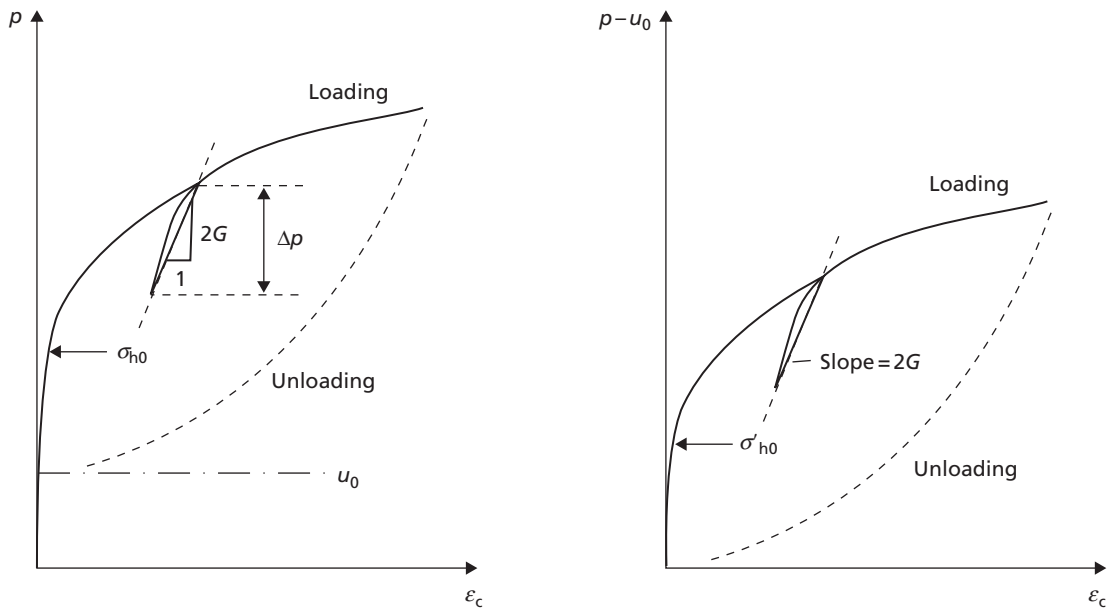 p
Loading
2G
Δp
1
σh0
Unloading
u0
εc
p–u0
Loading
Slope=2G
σ′h0
Unloading
εc